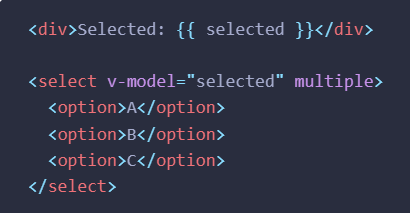 <div>Selected: {{ selected }}</div>
<select v-model="selected" multiple>
<option>A</option>
<option>B</option>
<option>C</option>
</select>